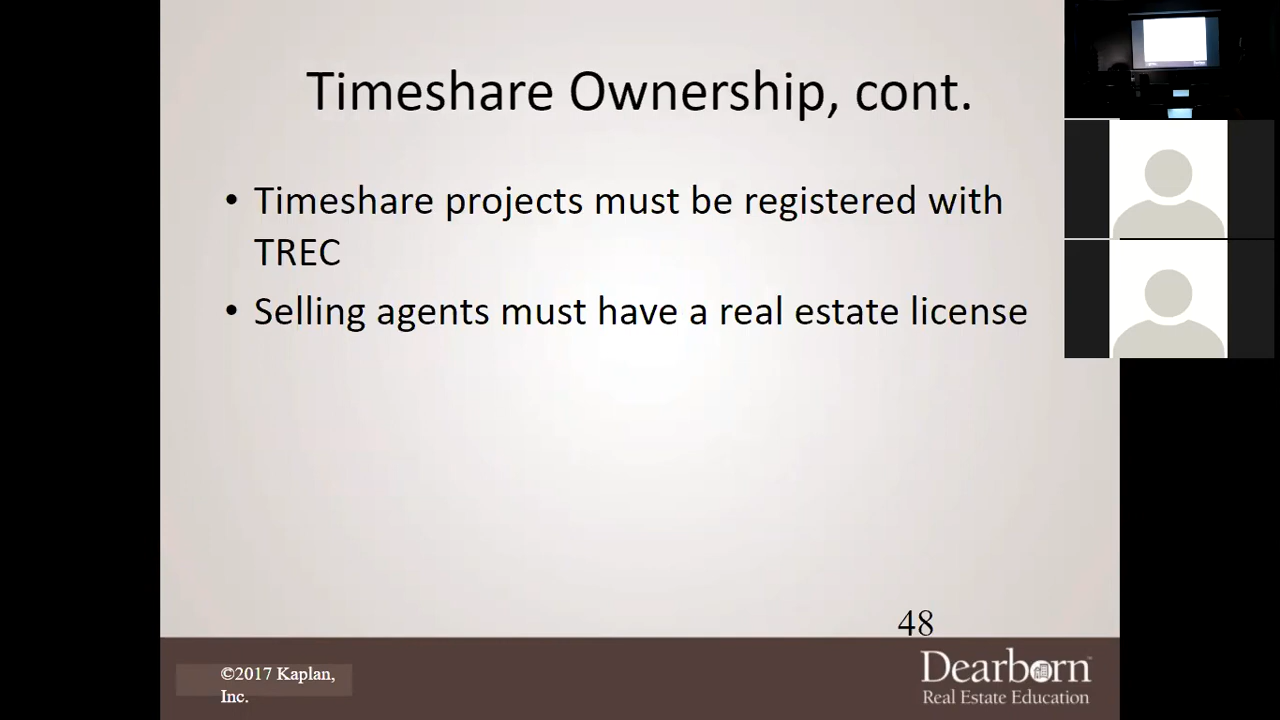 Timeshare Ownership, cont.
• Timeshare projects must be registered with
TREC
• Selling agents must have a real estate license
48
©2017 Kaplan,
Inc.
Dearborn
Real Estate Education